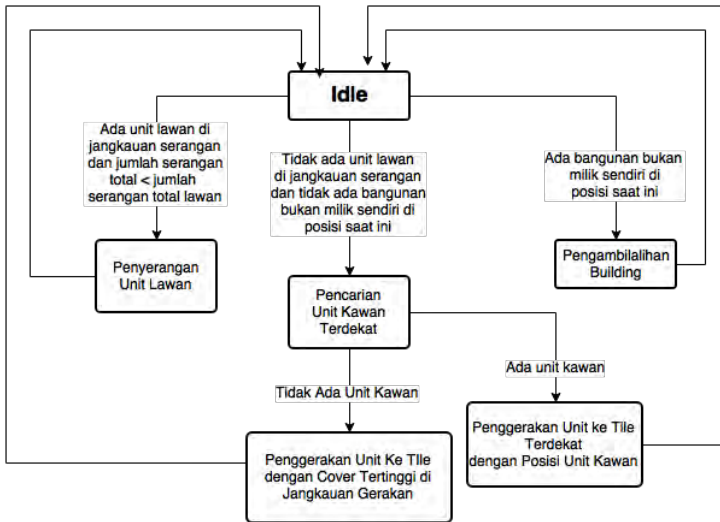 Idle
Ada unit lawan di
jangkauan serangan
dan jumlah serangan
total < jumlah
serangan total lawan
Tidak ada unit lawan
di jangkauan serangan
dan tidak ada bangunan
bukan milik sendiri di
posisi saat ini
Ada bangunan bukan
milik sendiri di
posisi saat ini
Penyerangan
Unit Lawan
Pengambilalihan
Building
Pencarian
Unit Kawan
Terdekat
Tidak Ada Unit Kawan
Ada unit kawan
Penggerakan Unit Ke TIle
dengan Cover Tertinggi di
Jangkauan Gerakan
Penggerakan Unit ke Tile
Terdekat
dengan Posisi Unit Kawan